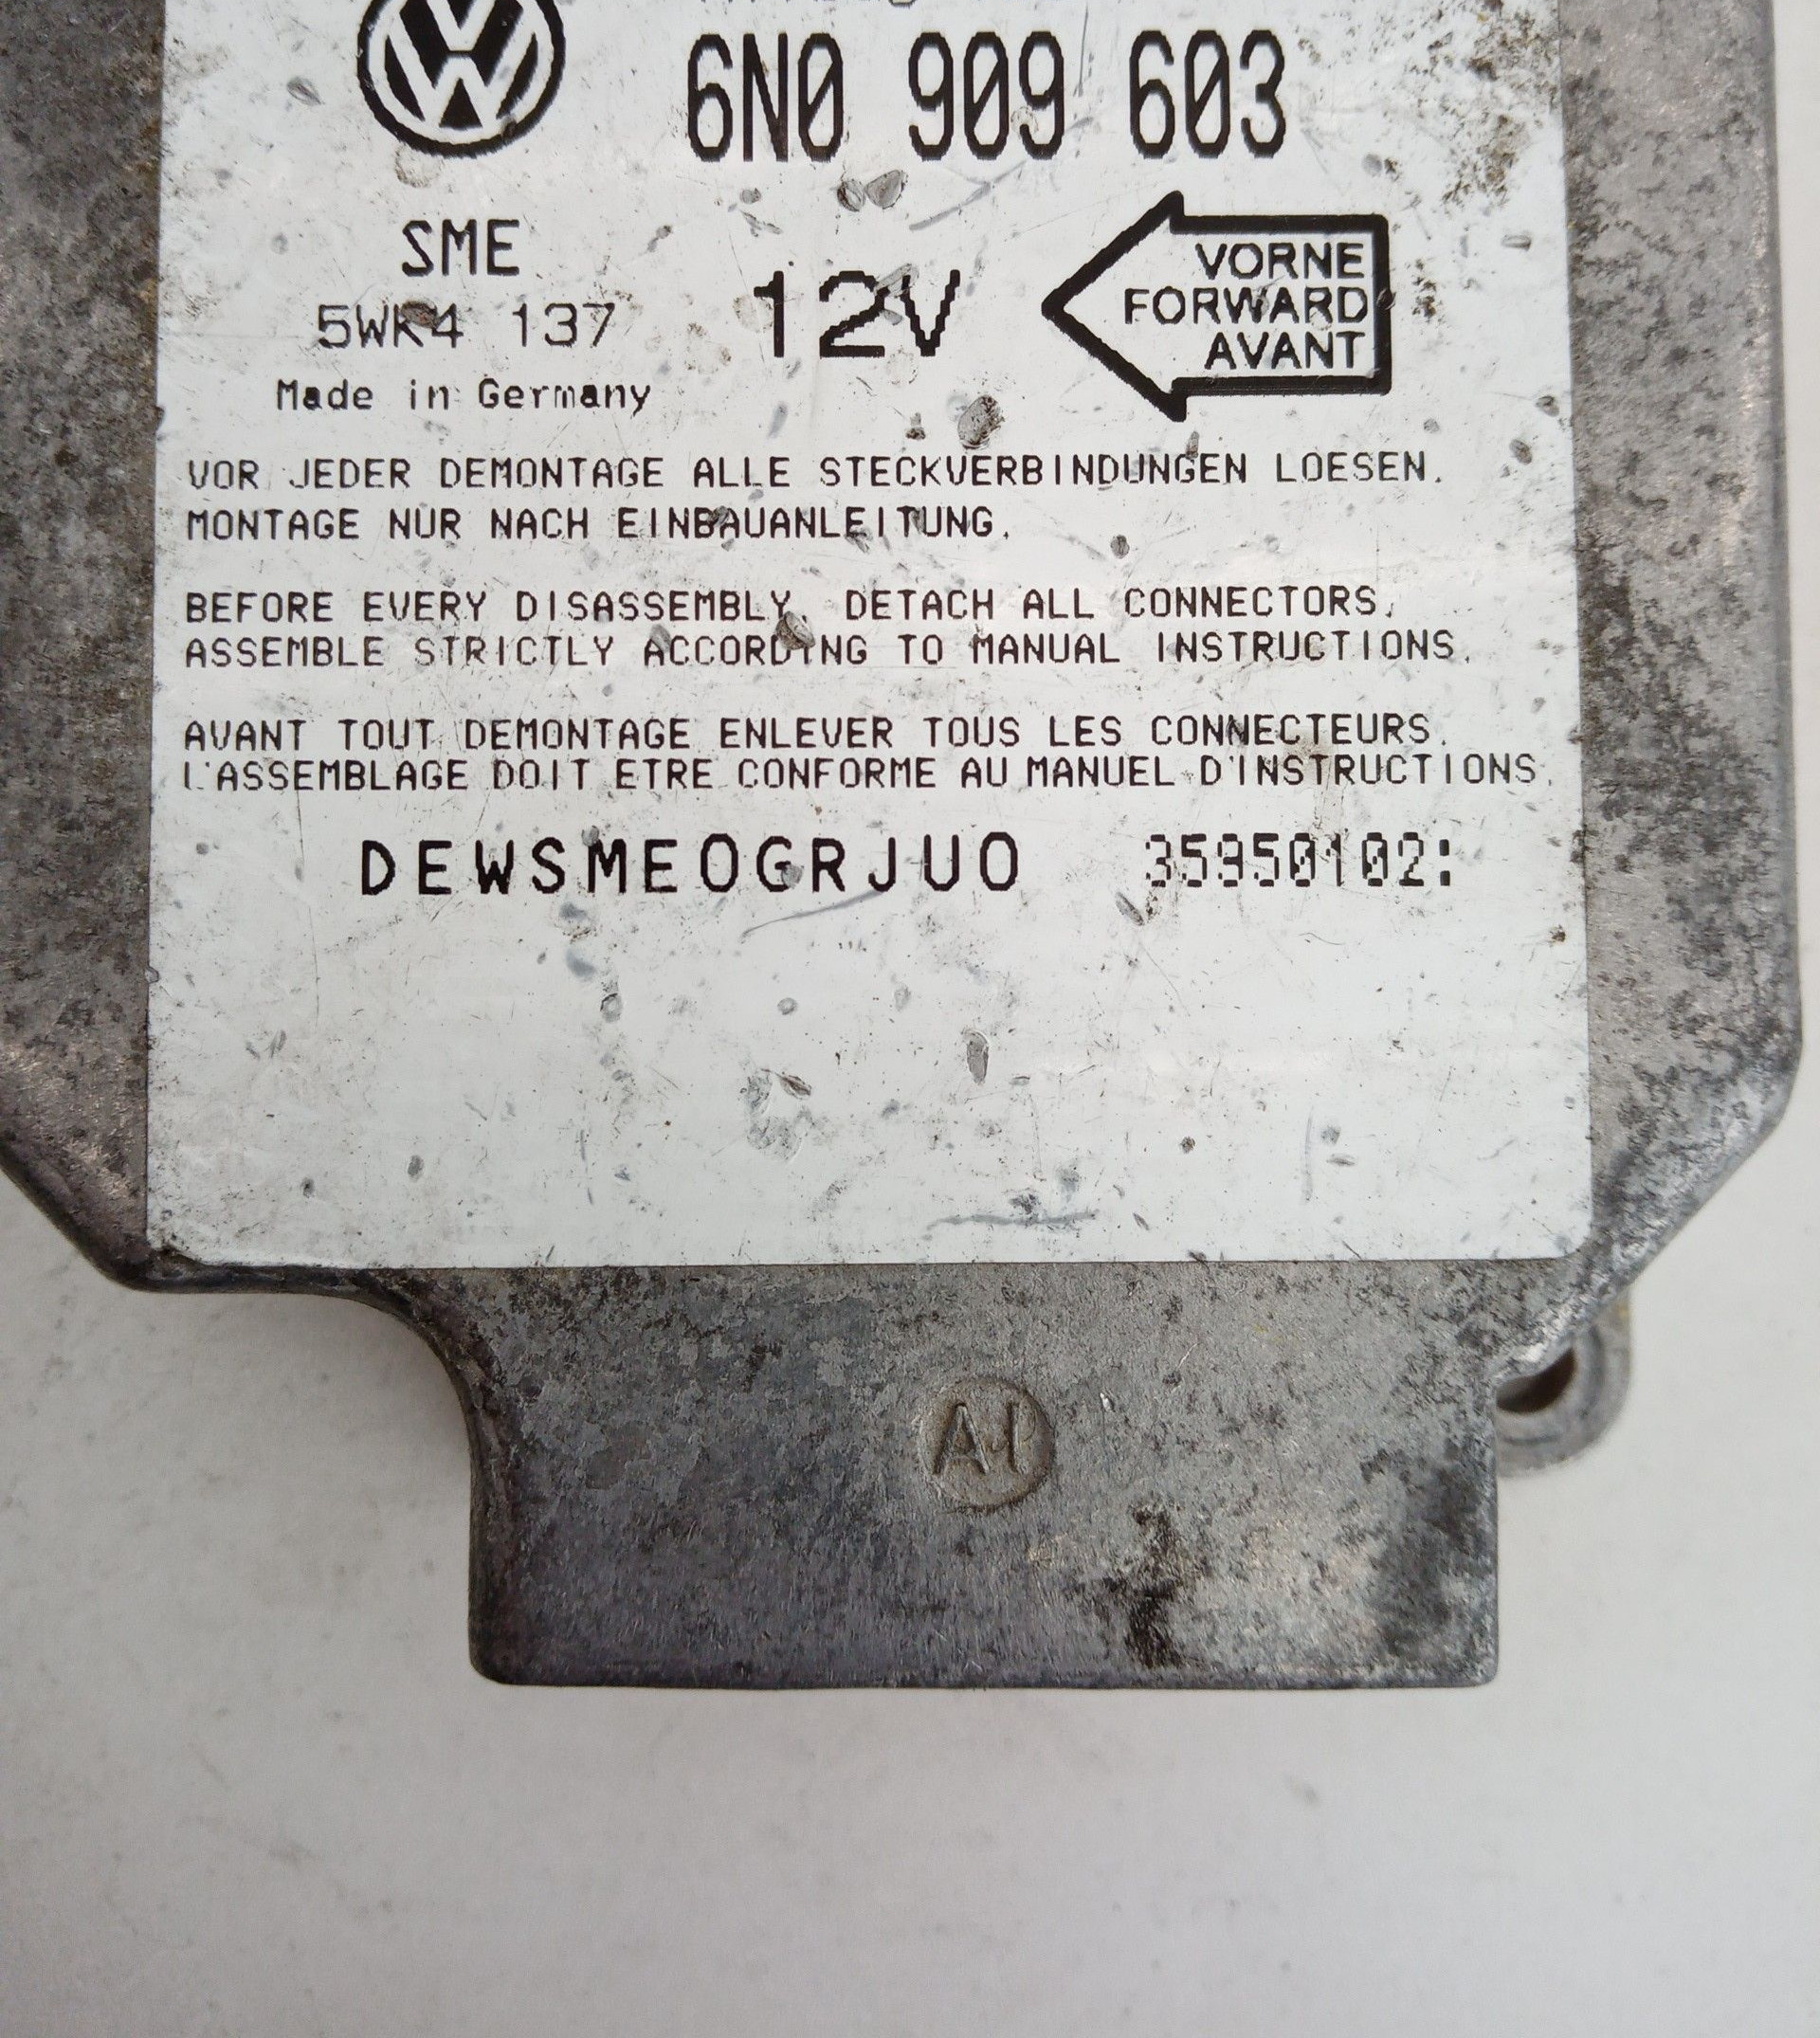 6N0 909 603
SME
5WK4 137
12V
VORNE
FORWARD
AVANT
Made in Germany
VOR JEDER DEMONTAGE ALLE STECKVERBINDUNGEN LOESEN.
MONTAGE NUR NACH EINBAUANLEITUNG.
BEFORE EVERY DISASSEMBLY, DETACH ALL CONNECTORS,
ASSEMBLE STRICTLY ACCORDING TO MANUAL INSTRUCTIONS.
AVANT TOUT DEMONTAGE ENLEVER TOUS LES CONNECTEURS.
L'ASSEMBLAGE DOIT ETRE CONFORME AU MANUEL D'INSTRUCTIONS.
DEWSMEOGRJUO 35950102: